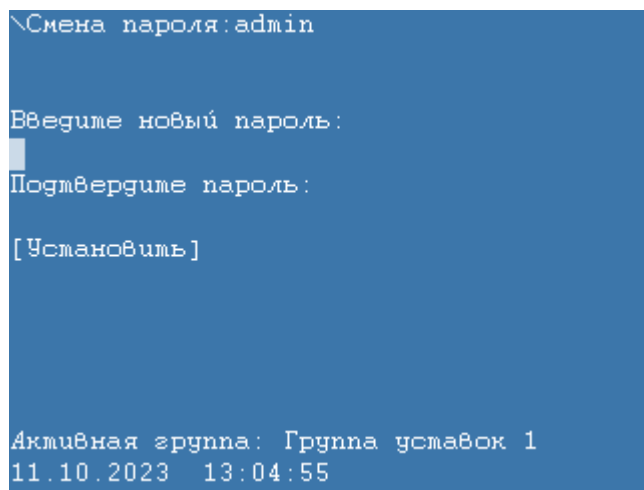 \Смена пароля:admin
Введите новый пароль:
Подтвердите пароль:
[Установить]
Активная группа: Группа уставок 1
11.10.2023 13:04:55